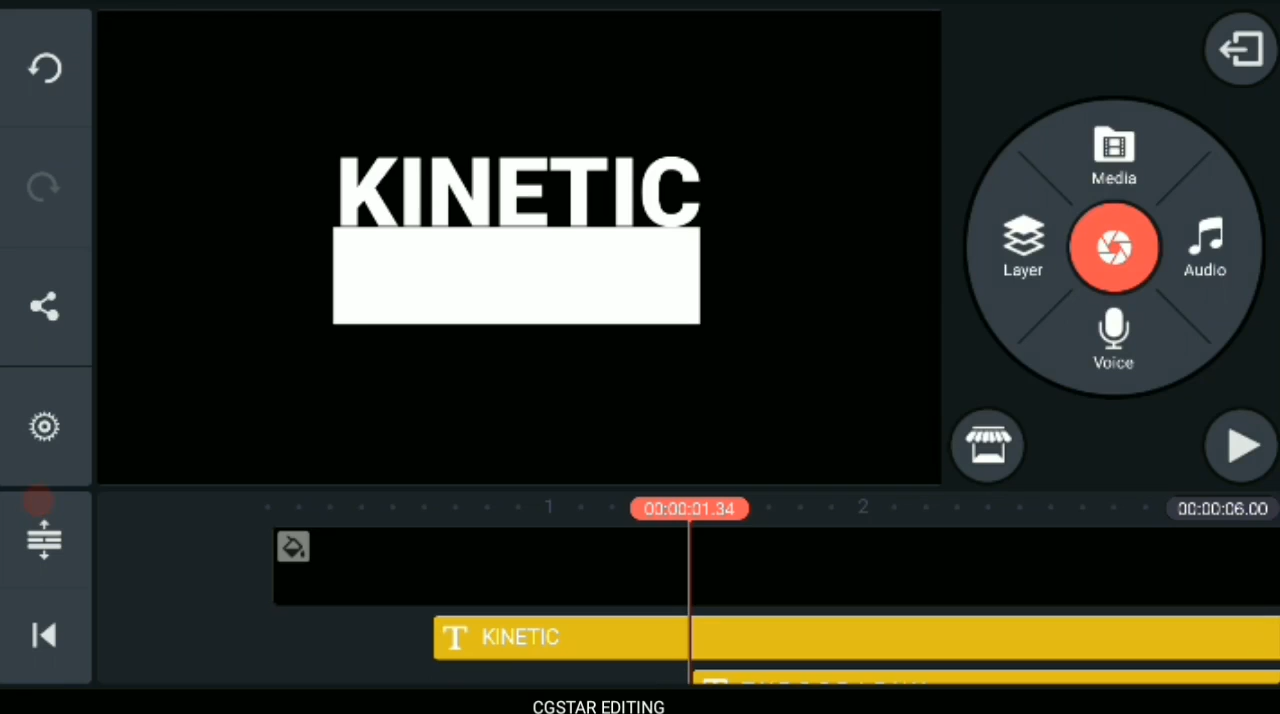 KINETIC
Media
Layer
Audio
Voice
1
00:00:01.34
2
00:00:06.00
T KINETIC
CGSTAR EDITING